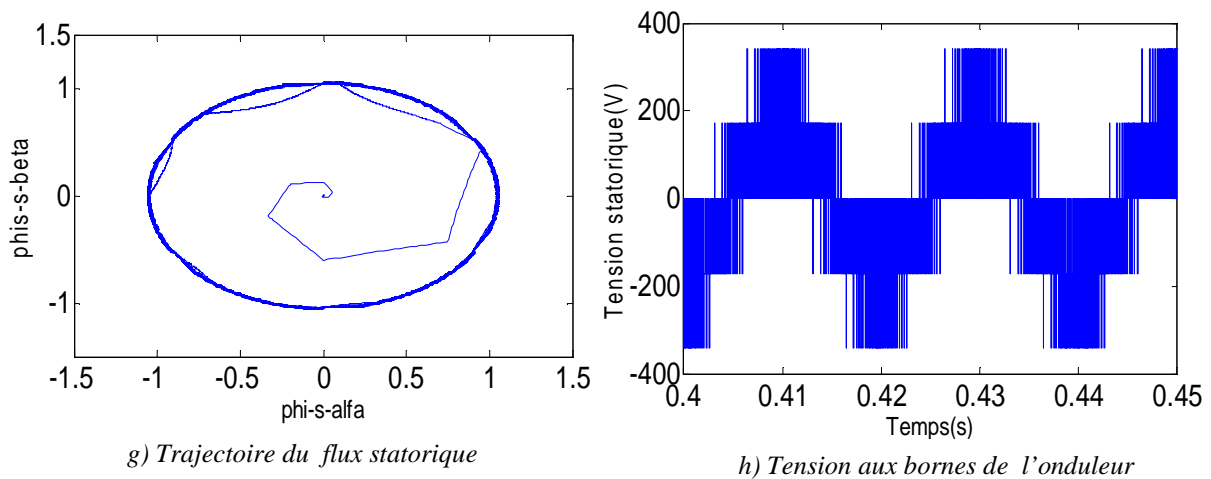 1.5
1
0
-1
phis-s-beta
-1.5 -1 -0.5 0 0.5 1 1.5
phi-s-alfa
g) Trajectoire du flux statorique
400
200
0
-200
-400
Tension statorique(V)
0.4 0.41 0.42 0.43 0.44 0.45
Temps(s)
h) Tension aux bornes de l'onduleur